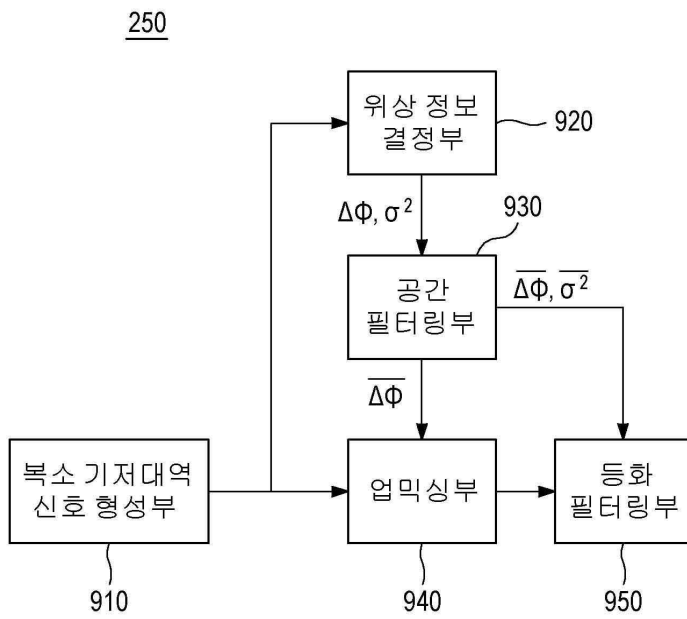 250
위상 정보
결정부
920
ΔΦ, σ²
930
공간
필터링부
ΔΦ̅, σ²̅
ΔΦ̅
복소 기저대역
신호 형성부
업믹싱부
등화
필터링부
910
940
950